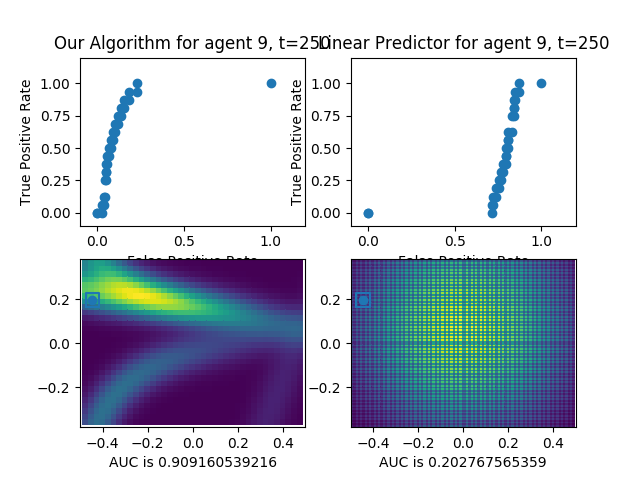 Our Algorithm for agent 9, t=250
Linear Predictor for agent 9, t=250
True Positive Rate
1.00
0.75
0.50
0.25
0.00
0.0 0.5 1.0
False Positive Rate
True Positive Rate
1.00
0.75
0.50
0.25
0.00
0.0 0.5 1.0
False Positive Rate
0.2
0.0
−0.2
−0.4 −0.2 0.0 0.2 0.4
AUC is 0.909160539216
0.2
0.0
−0.2
−0.4 −0.2 0.0 0.2 0.4
AUC is 0.202767565359